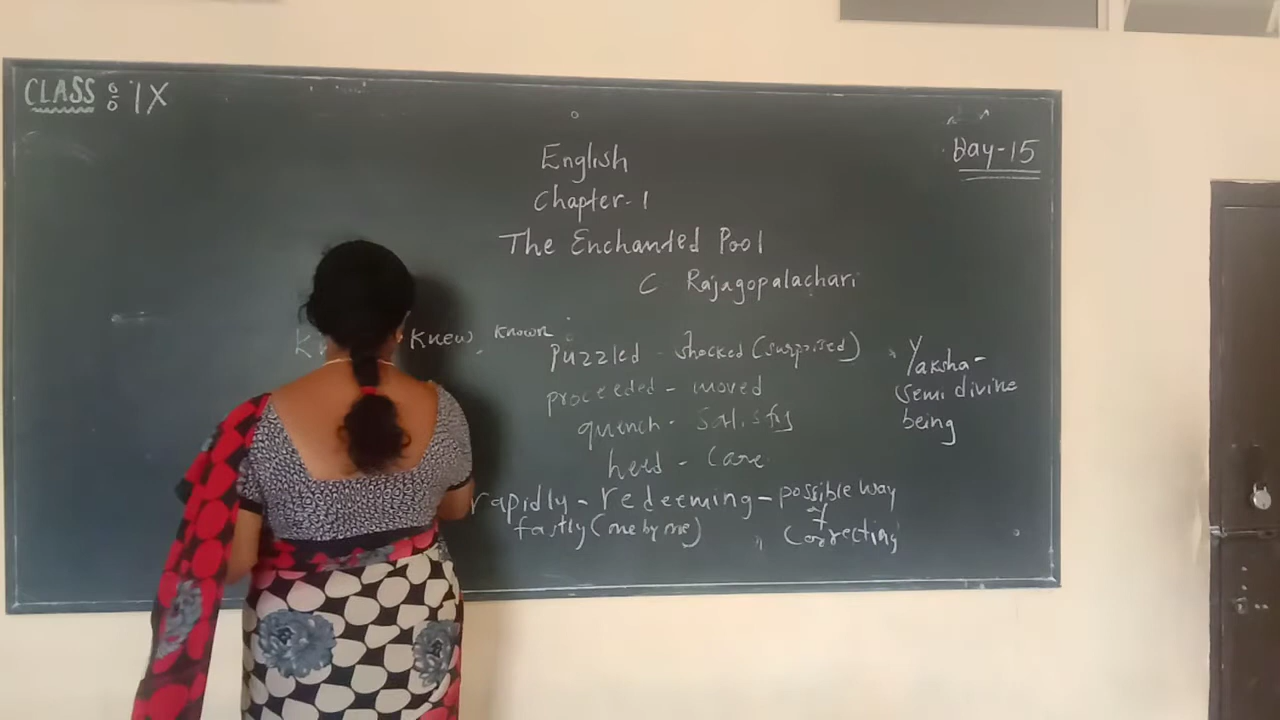 CLASS : IX
Day-15
English
Chapter-1
The Enchanted Pool
C Rajagopalachari
Knew, known
Puzzled - shocked (surprised)
proceeded - moved
quench - Satisfy
heed - Care
rapidly - redeeming - possible way
of
fastly (one by one)
" Correcting
Yaksha -
Semi divine
being